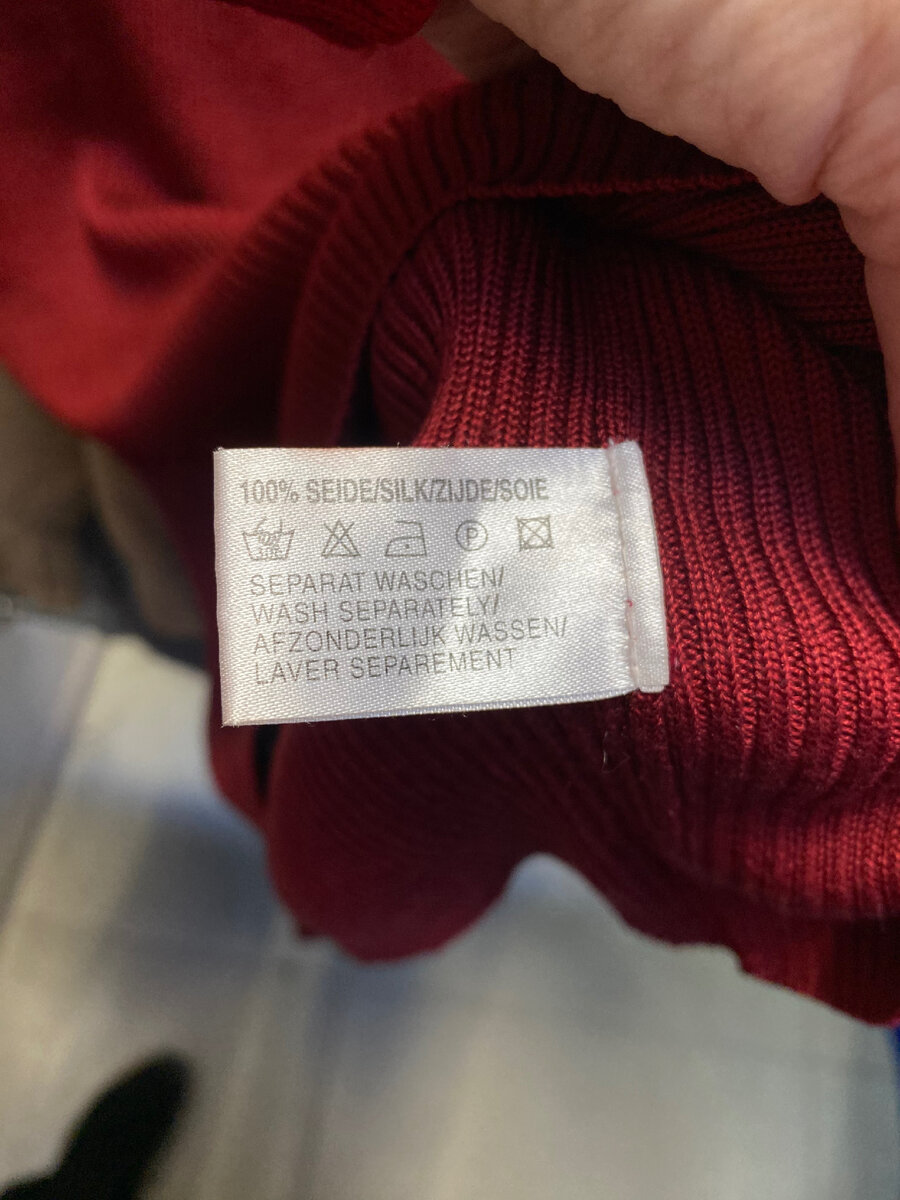 100% SEIDE/SILK/ZIJDE/SOIE
P
SEPARAT WASCHEN/
WASH SEPARATELY/
AFZONDERLIJK WASSEN/
LAVER SEPAREMENT